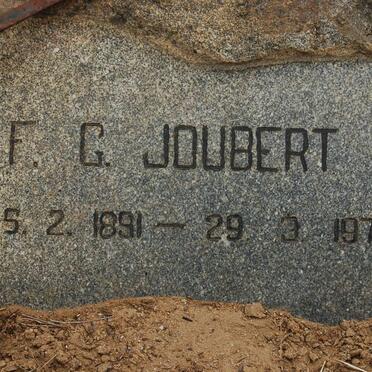 F. G. JOUBERT
5. 2. 1891 — 29 3 197